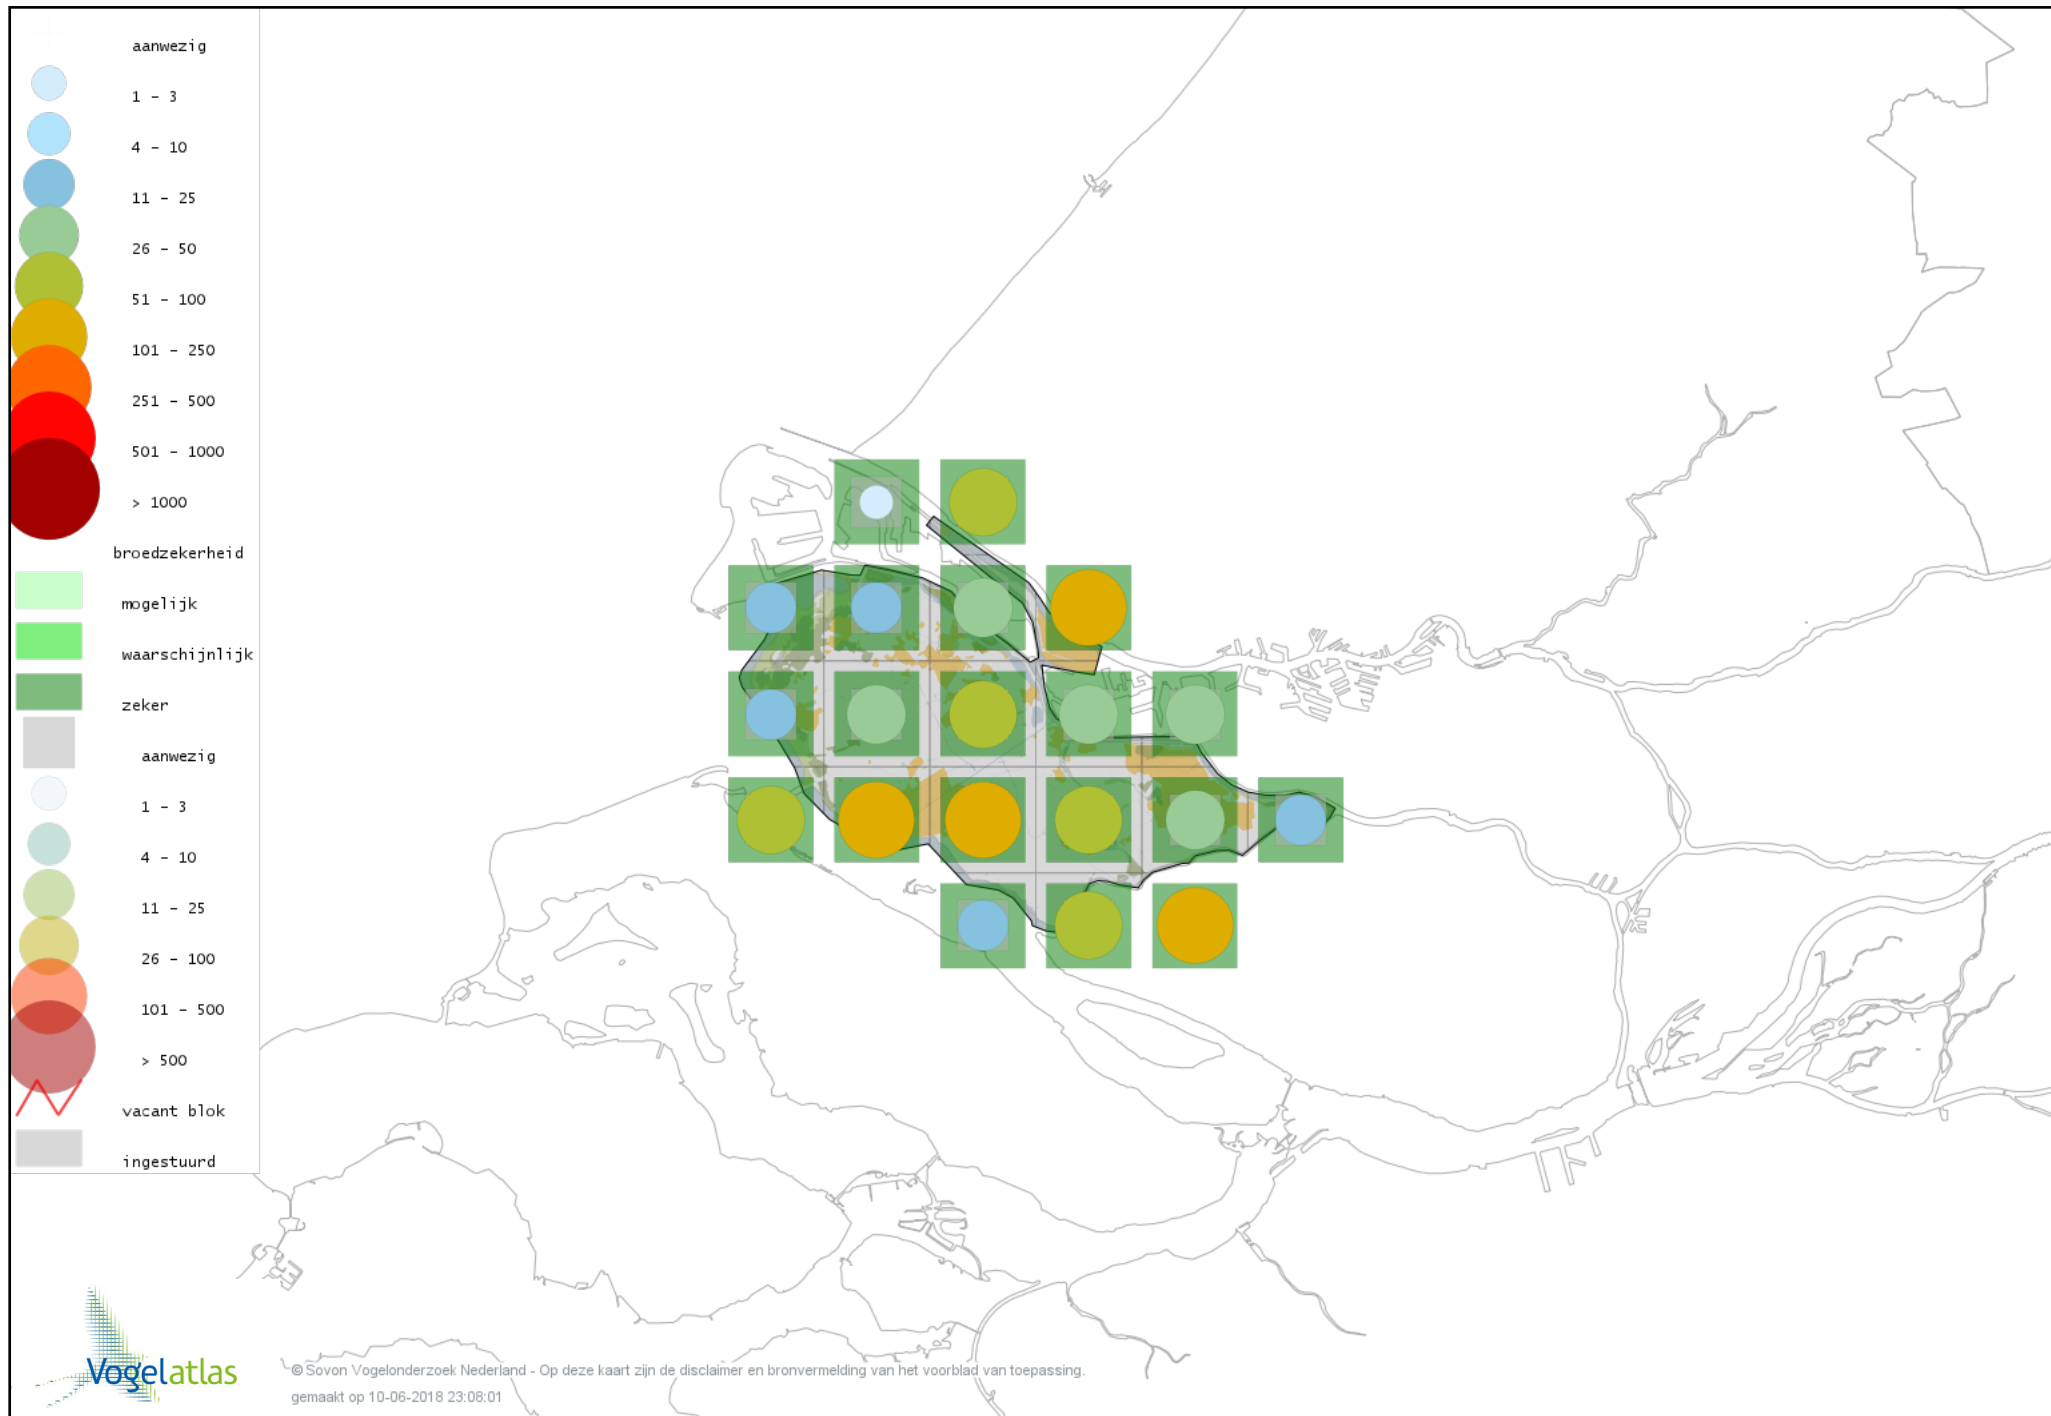 aanwezig
1 – 3
4 – 10
11 – 25
26 – 50
51 – 100
101 – 250
251 – 500
501 – 1000
> 1000
broedzekerheid
mogelijk
waarschijnlijk
zeker
aanwezig
1 – 3
4 – 10
11 – 25
26 – 100
101 – 500
> 500
vacant blok
ingestuurd
Vogelatlas
© Sovon Vogelonderzoek Nederland - Op deze kaart zijn de disclaimer en bronvermelding van het voorblad van toepassing.
gemaakt op 10-06-2018 23:08:01